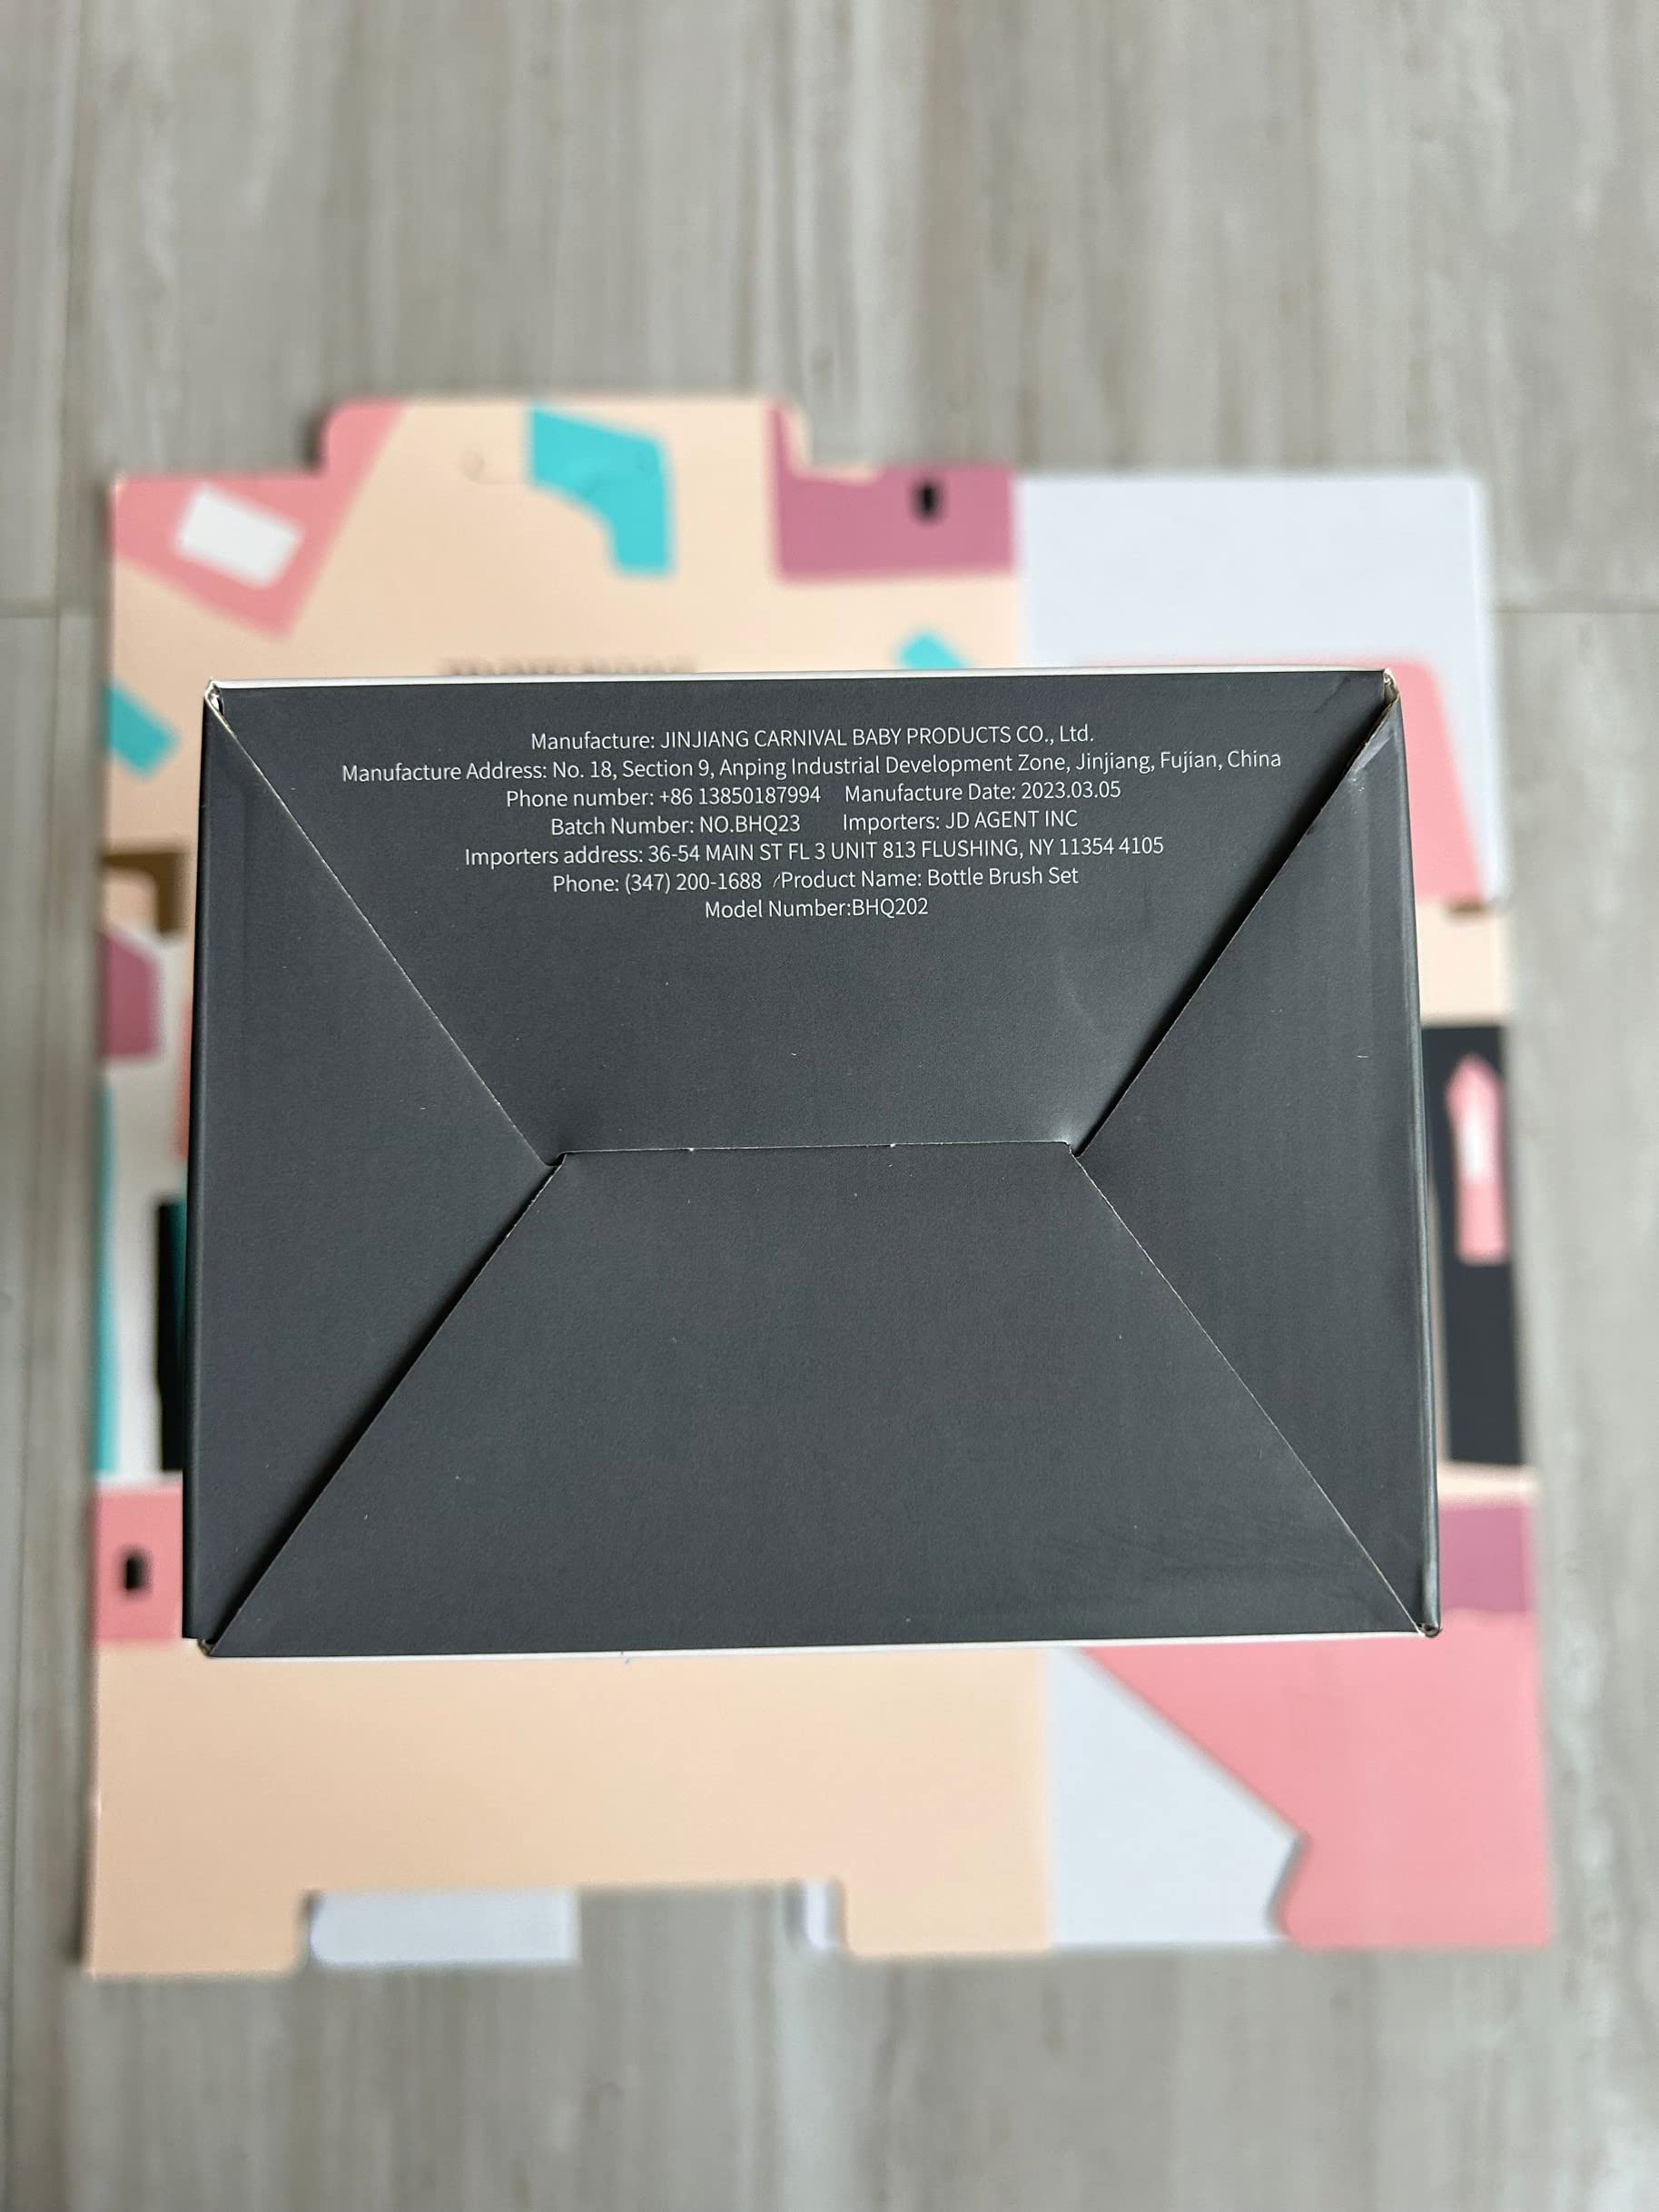 Manufacture: JINJIANG CARNIVAL BABY PRODUCTS CO., Ltd.
Manufacture Address: No. 18, Section 9, Anping Industrial Development Zone, Jinjiang, Fujian, China
Phone number: +86 13850187994 Manufacture Date: 2023.03.05
Batch Number: NO.BHQ23 Importers: JD AGENT INC
Importers address: 36-54 MAIN ST FL 3 UNIT 813 FLUSHING, NY 11354 4105
Phone: (347) 200-1688 /Product Name: Bottle Brush Set
Model Number:BHQ202